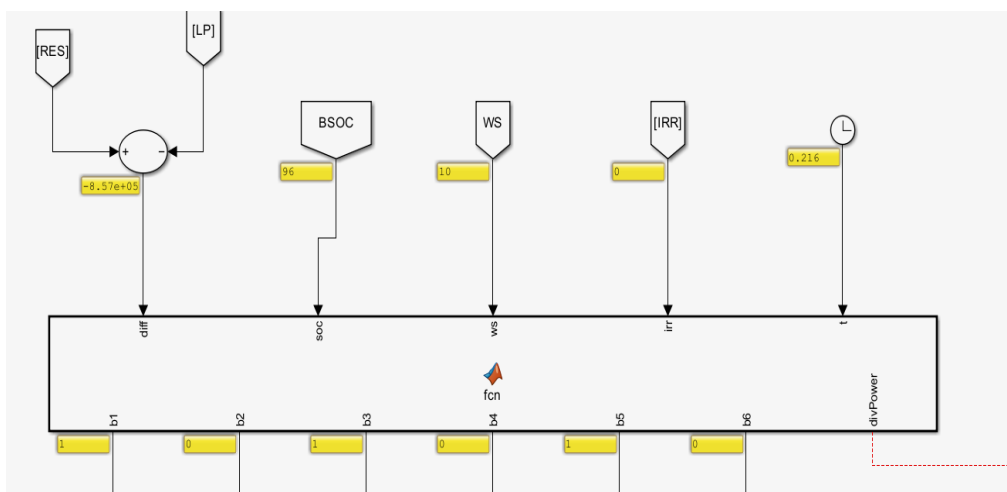 [LP]
[RES]
BSOC
WS
[IRR]
+
−
-8.57e+05
96
10
0
0.216
diff
soc
ws
irr
t
fcn
b1
b2
b3
b4
b5
b6
divPower
1
0
1
0
1
0